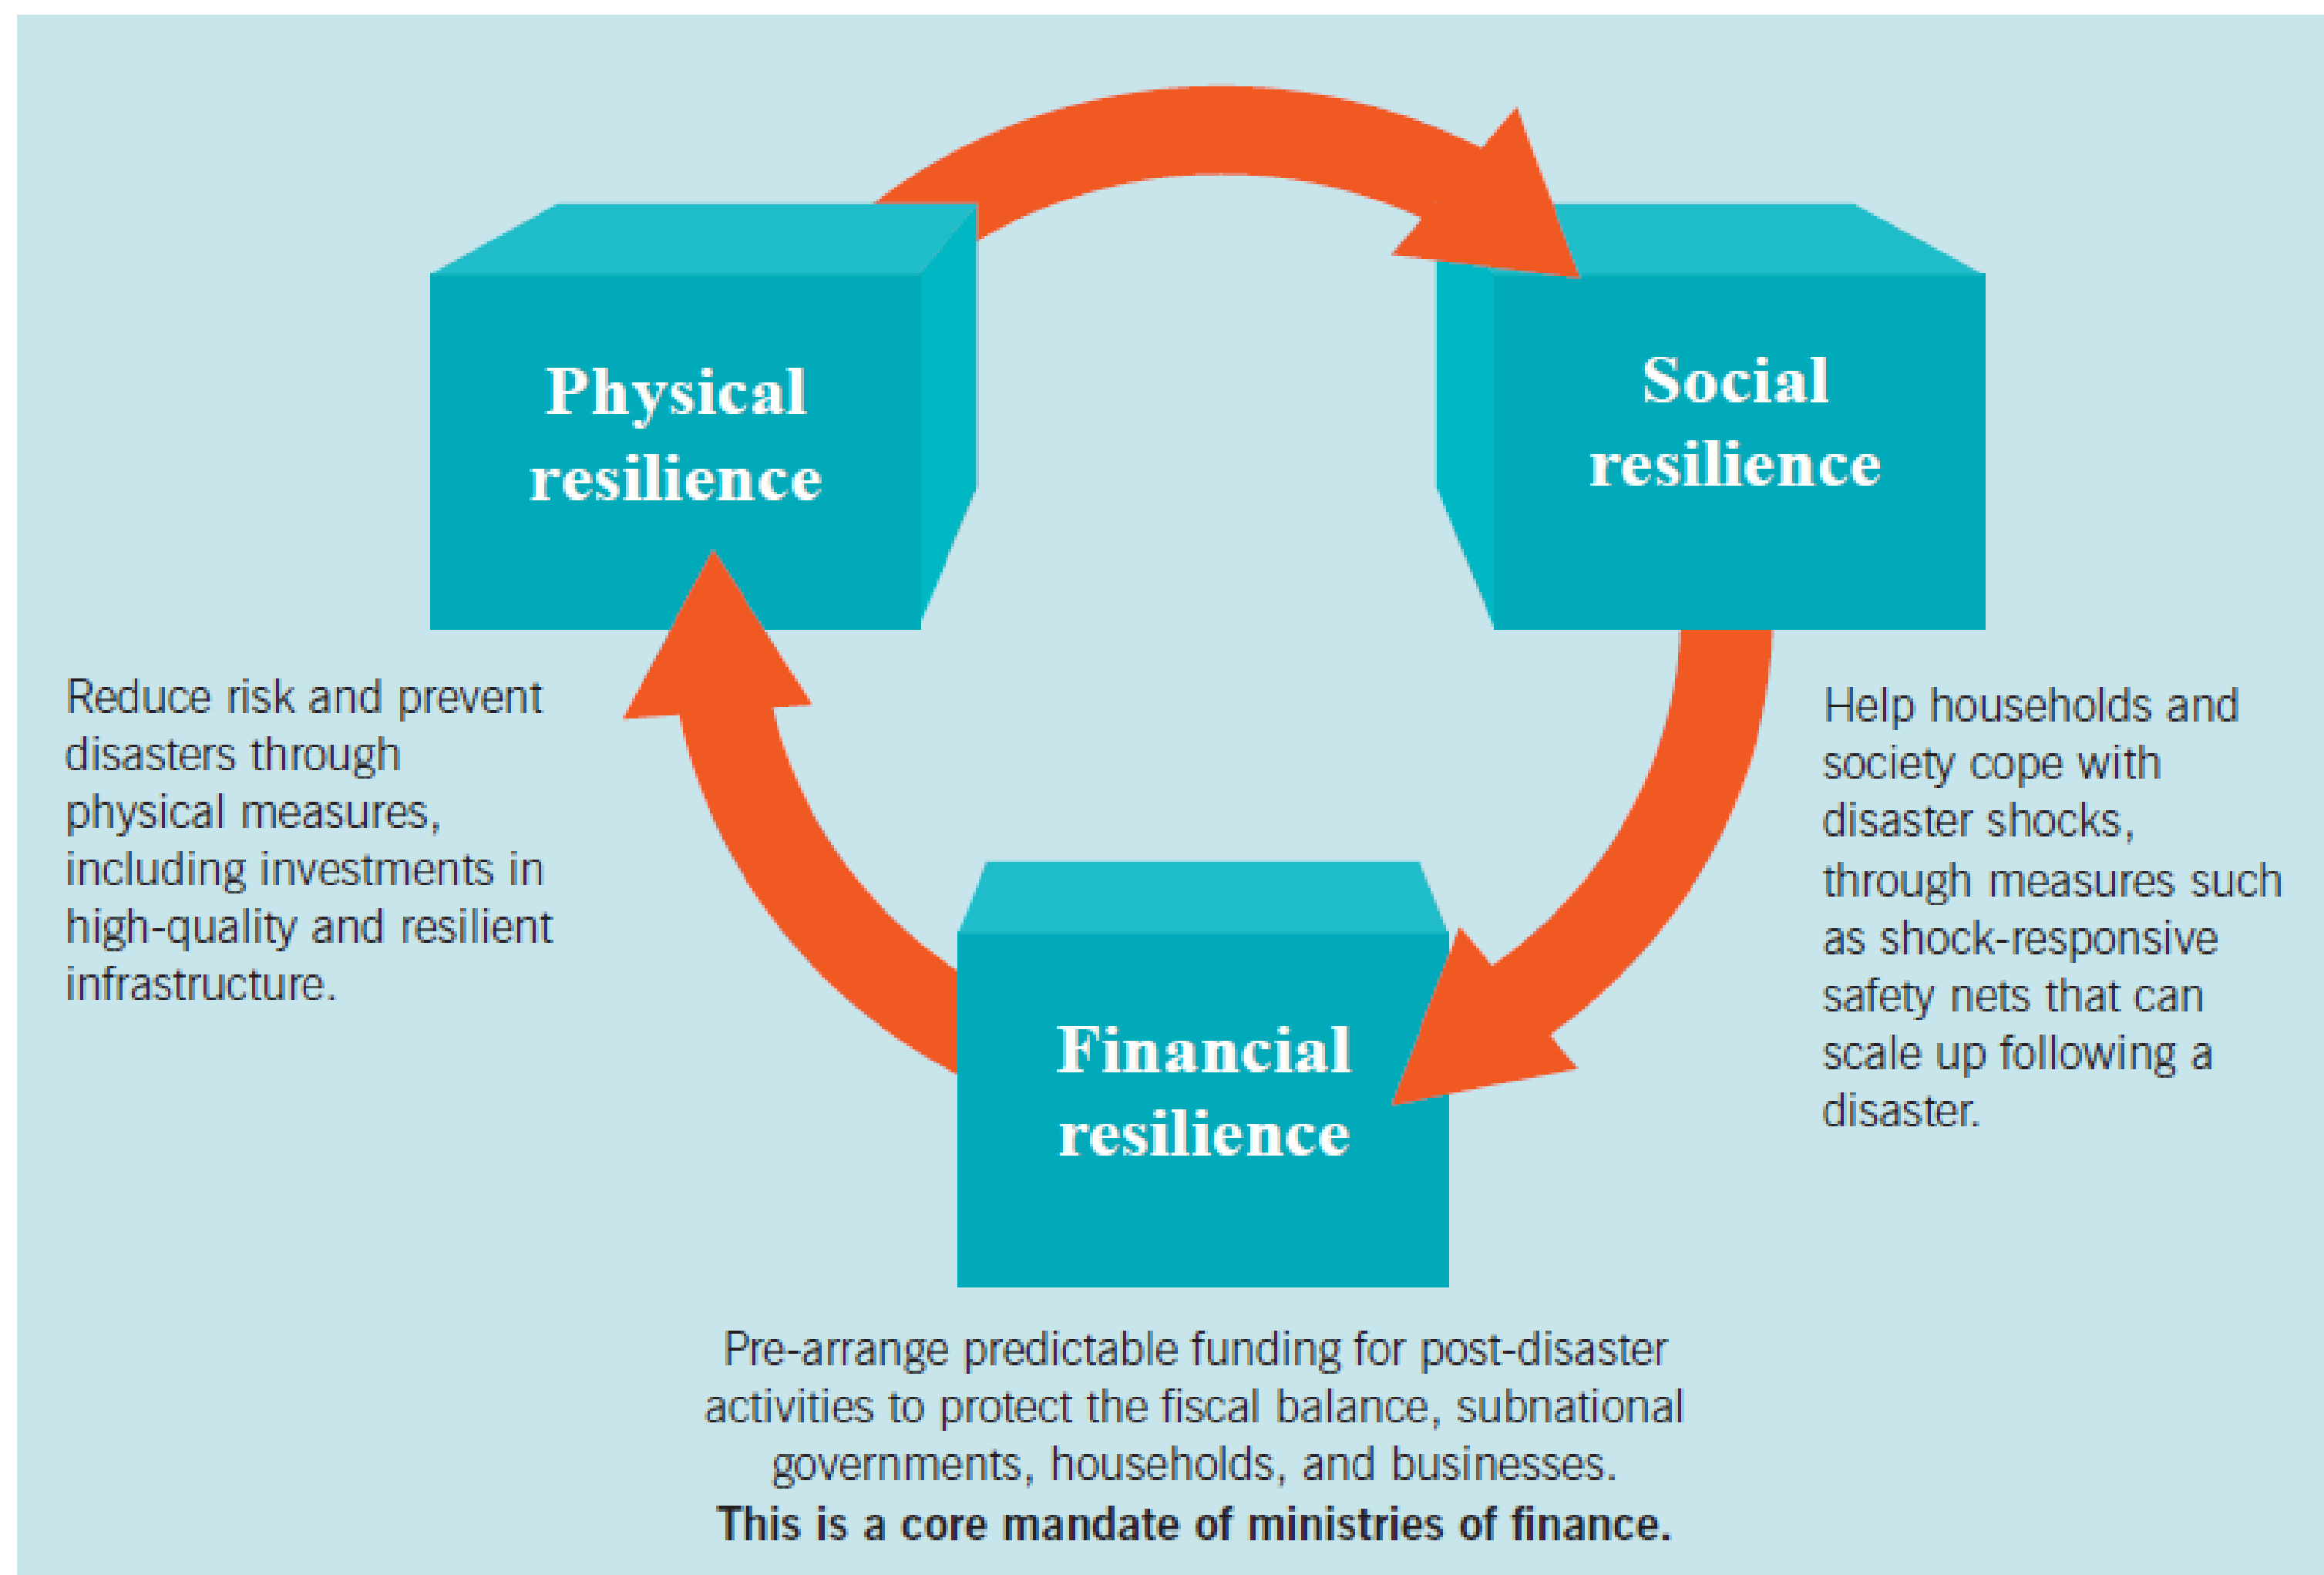 Physical
resilience
Social
resilience
Reduce risk and prevent
disasters through
physical measures,
including investments in
high-quality and resilient
infrastructure.
Help households and
society cope with
disaster shocks,
through measures such
as shock-responsive
safety nets that can
scale up following a
disaster.
Financial
resilience
Pre-arrange predictable funding for post-disaster
activities to protect the fiscal balance, subnational
governments, households, and businesses.
This is a core mandate of ministries of finance.